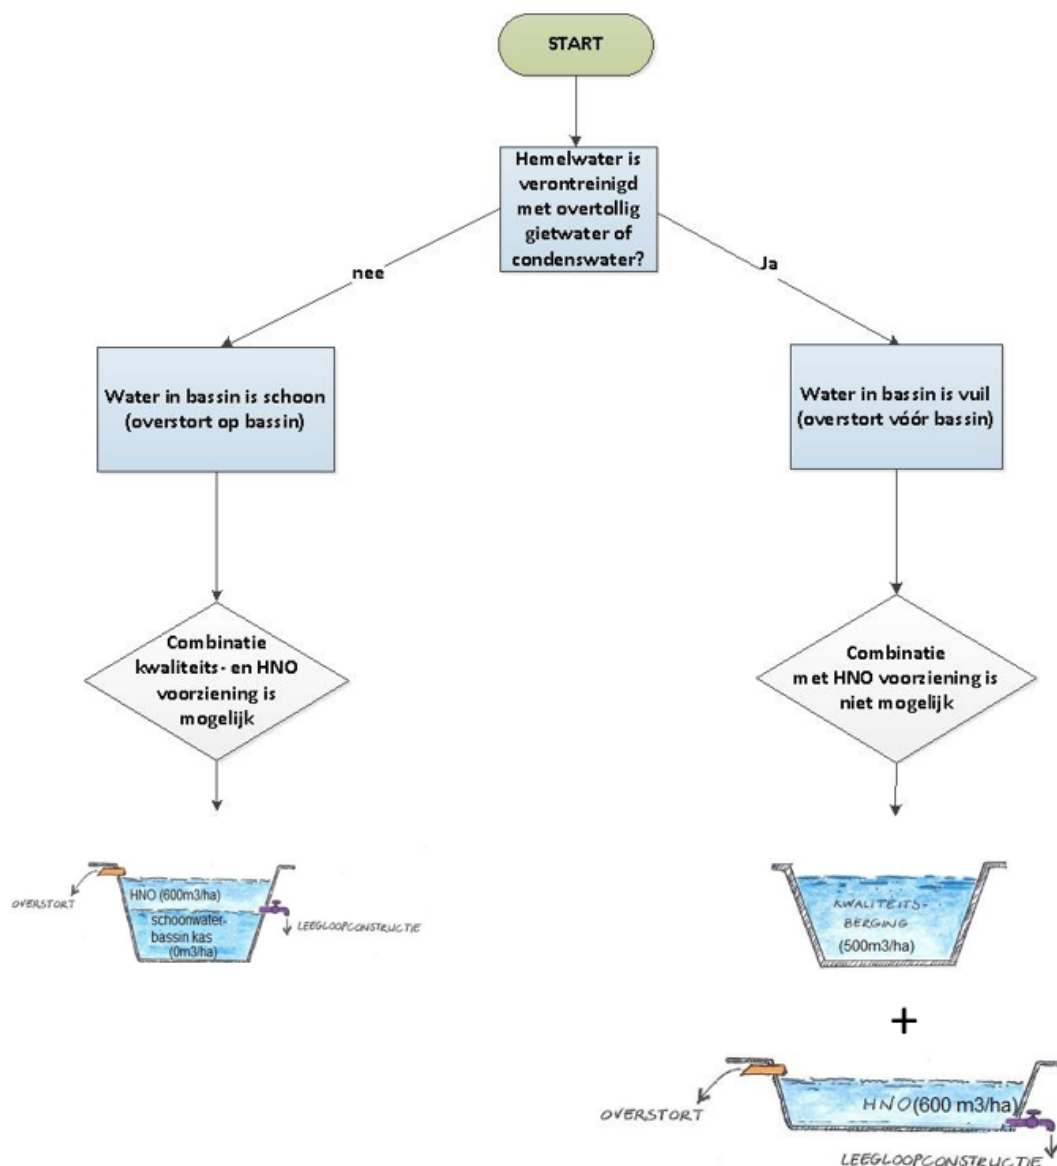 START
Hemelwater is
verontreinigd
met overtollig
gietwater of
condenswater?
nee
Ja
Water in bassin is schoon
(overstort op bassin)
Water in bassin is vuil
(overstort vóór bassin)
Combinatie
kwaliteits- en HNO
voorziening is
mogelijk
Combinatie
met HNO voorziening is
niet mogelijk
OVERSTORT
HNO (600m3/ha)
schoonwater-
bassin kas
(0m3/ha)
LEEGLOOPCONSTRUCTIE
KWALITEITS-
BERGING
(500m3/ha)
+
OVERSTORT
HNO (600 m3/ha)
LEEGLOOPCONSTRUCTIE